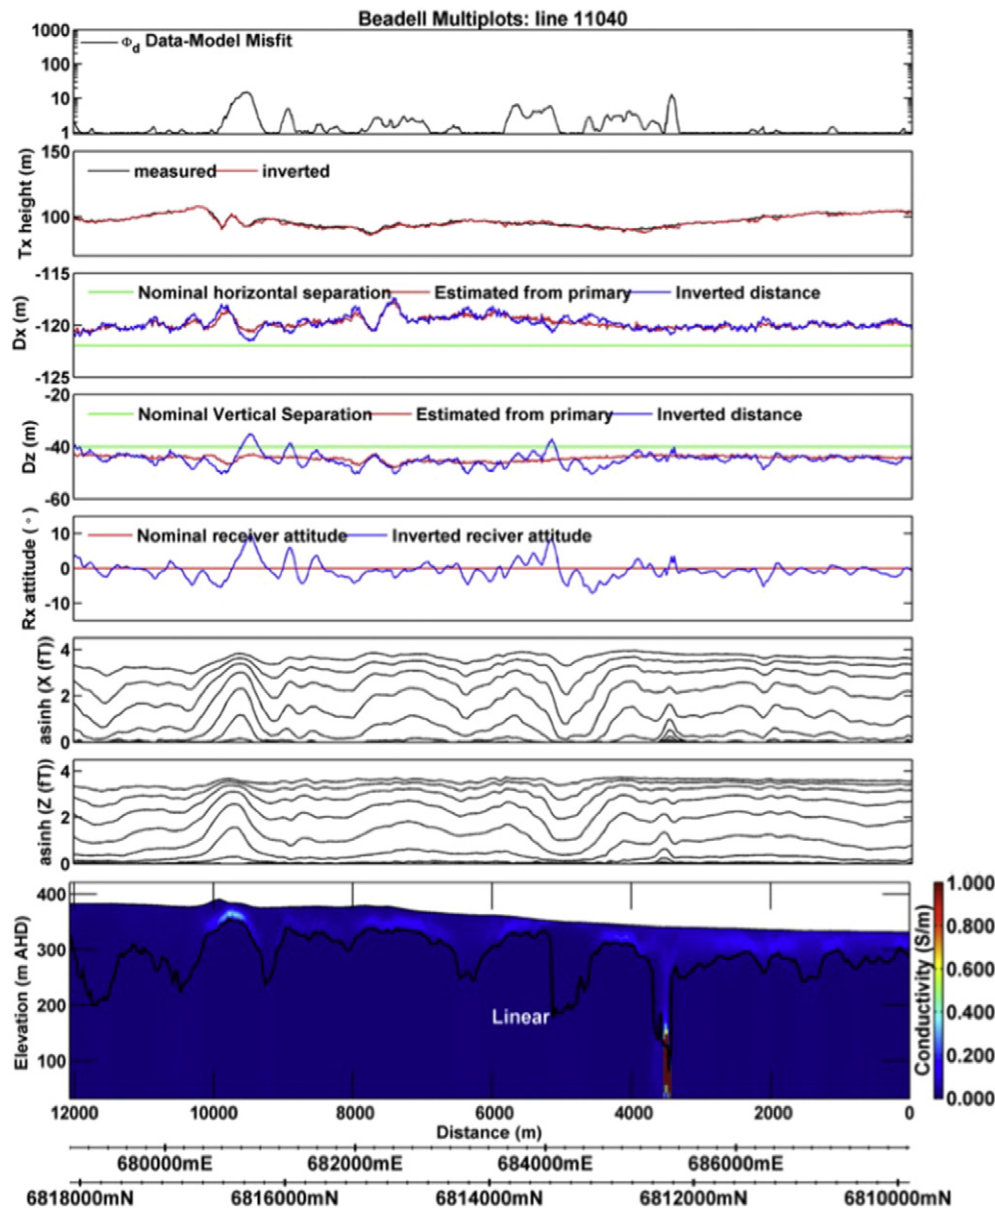 Beadell Multiplots: line 11040
1000
100
10
1
Φd Data-Model Misfit
150
100
Tx height (m)
measured inverted
-115
-120
-125
Dx (m)
Nominal horizontal separation Estimated from primary Inverted distance
-20
-40
-60
Dz (m)
Nominal Vertical Separation Estimated from primary Inverted distance
10
0
-10
Rx attitude (°)
Nominal receiver attitude Inverted reciver attitude
4
2
0
asinh (X (fT))
4
2
0
asinh (Z (fT))
400
300
200
100
Elevation (m AHD)
Linear
1.000
0.800
0.600
0.400
0.200
0.000
Conductivity (S/m)
12000 10000 8000 6000 4000 2000 0
Distance (m)
680000mE 682000mE 684000mE 686000mE
6818000mN 6816000mN 6814000mN 6812000mN 6810000mN